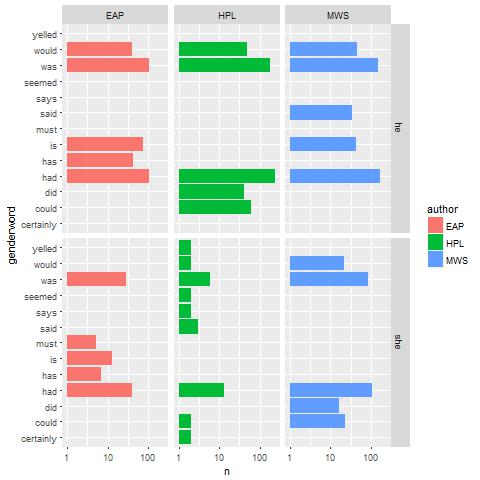 EAP HPL MWS
yelled
would
was
seemed
says
said
must
is
has
had
did
could
certainly
he
yelled
would
was
seemed
says
said
must
is
has
had
did
could
certainly
she
genderword
1 10 100 1 10 100 1 10 100
n
author
EAP
HPL
MWS